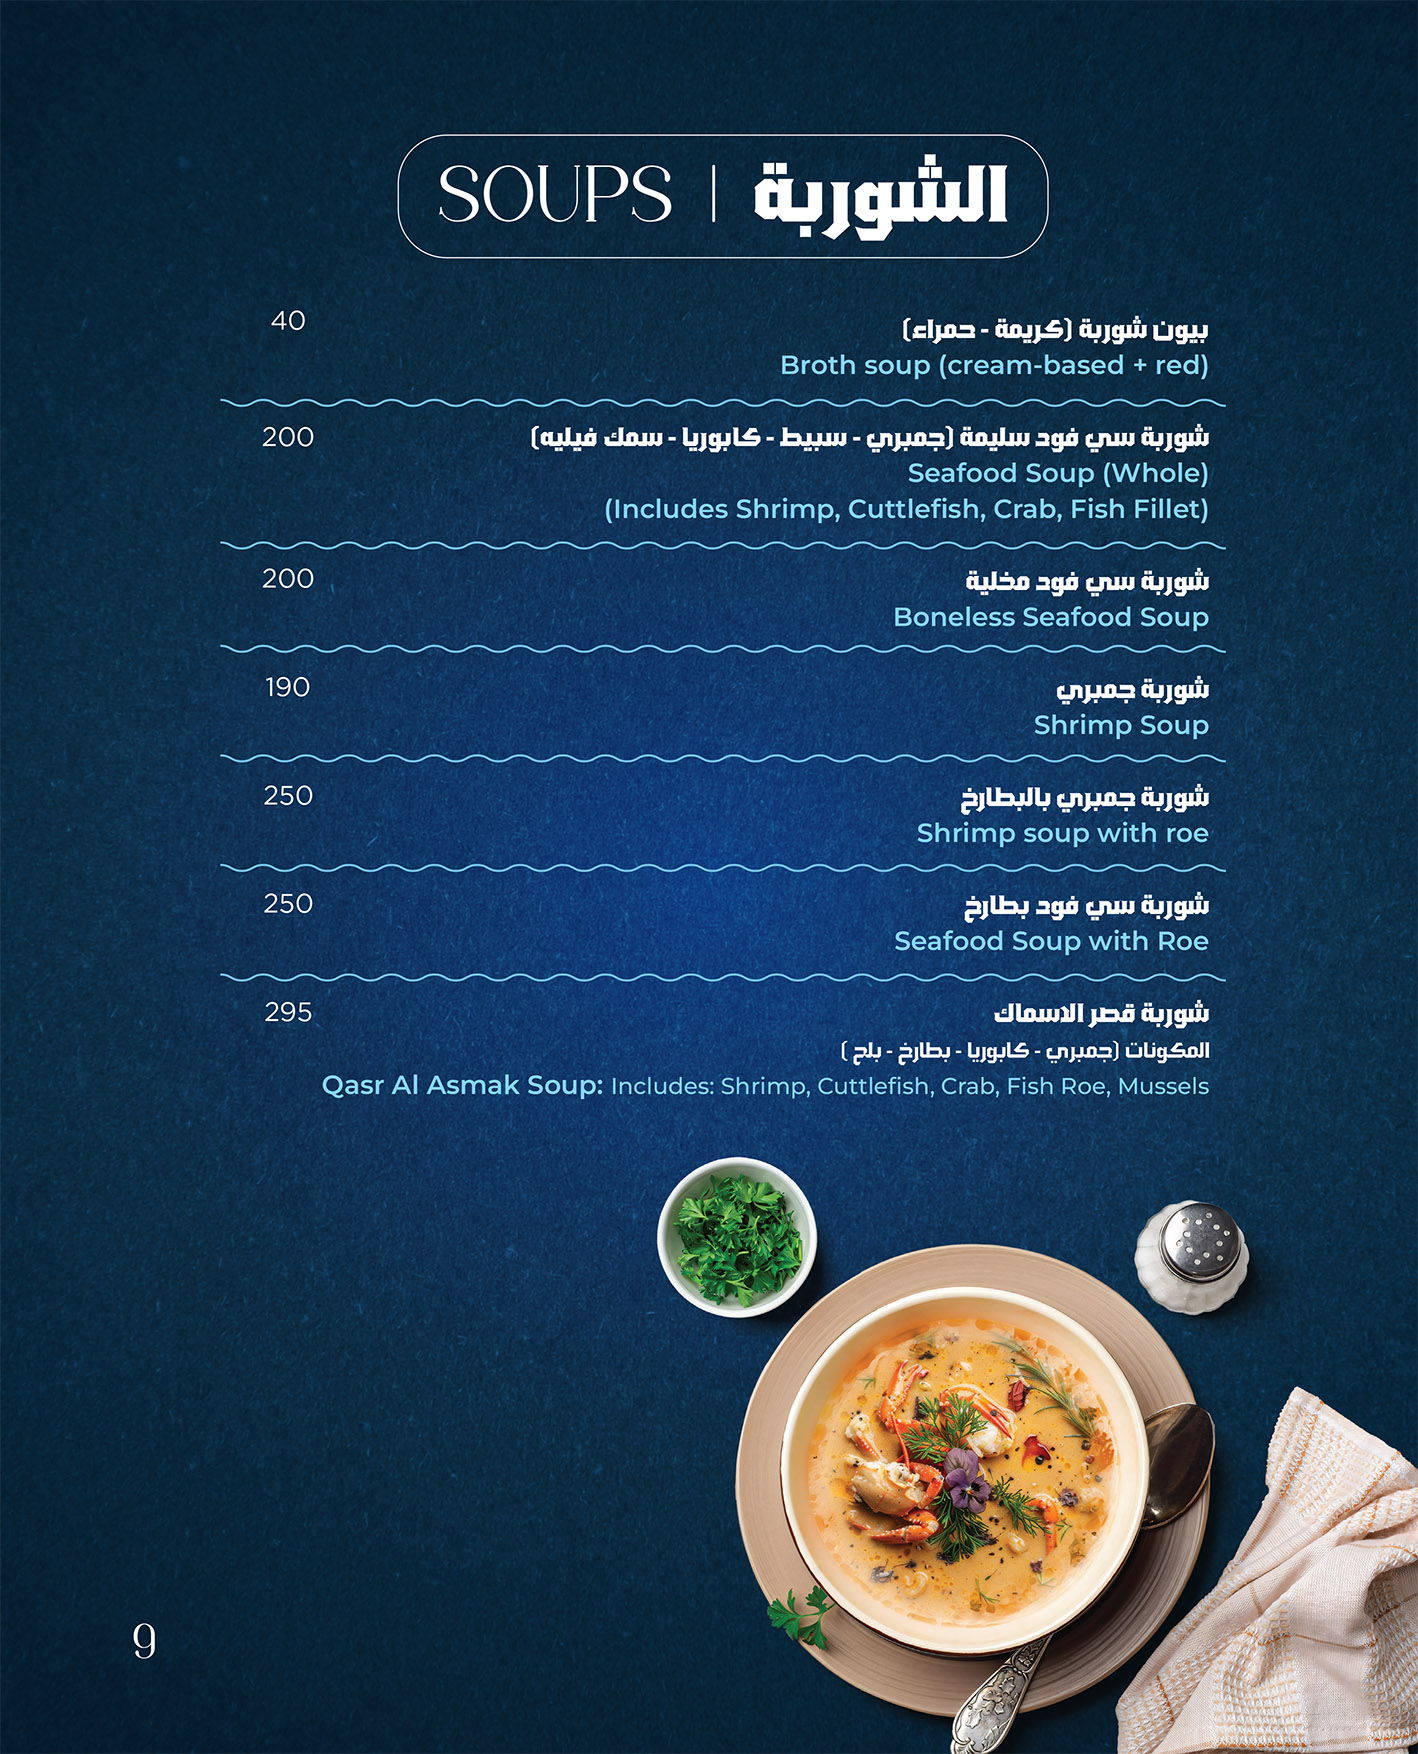 SOUPS | الشوربة
بيون شوربة (كريمة - حمراء) 40
Broth soup (cream-based + red)
شوربة سي فود سليمة (جمبري - سبيط - كابوريا - سمك فيليه) 200
Seafood Soup (Whole)
(Includes Shrimp, Cuttlefish, Crab, Fish Fillet)
شوربة سي فود مخلية 200
Boneless Seafood Soup
شوربة جمبري 190
Shrimp Soup
شوربة جمبري بالبطارخ 250
Shrimp soup with roe
شوربة سي فود بطارخ 250
Seafood Soup with Roe
شوربة قصر الاسماك 295
المكونات (جمبري - كابوريا - بطارخ - بلح )
Qasr Al Asmak Soup: Includes: Shrimp, Cuttlefish, Crab, Fish Roe, Mussels
9